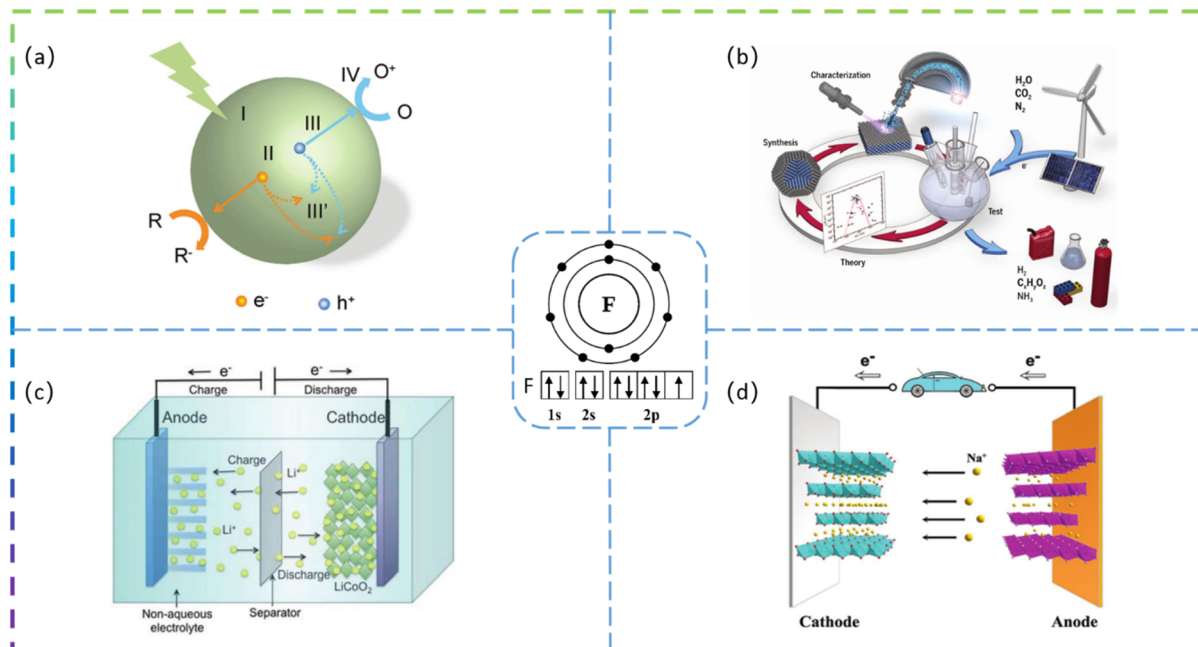 (a)
I
II
III
IV
O⁺
O
III'
R
R⁻
e⁻
h⁺
(b)
Characterization
Synthesis
Theory
Test
H₂O
CO₂
N₂
e⁻
H₂
CₓHᵧO₂
NH₃
F
F
1s 2s 2p
(c)
e⁻ e⁻
Charge Discharge
Anode Cathode
Charge
Li⁺
Li⁺
Discharge
LiCoO₂
Non-aqueous
electrolyte
Separator
(d)
e⁻ e⁻
Na⁺
Cathode Anode